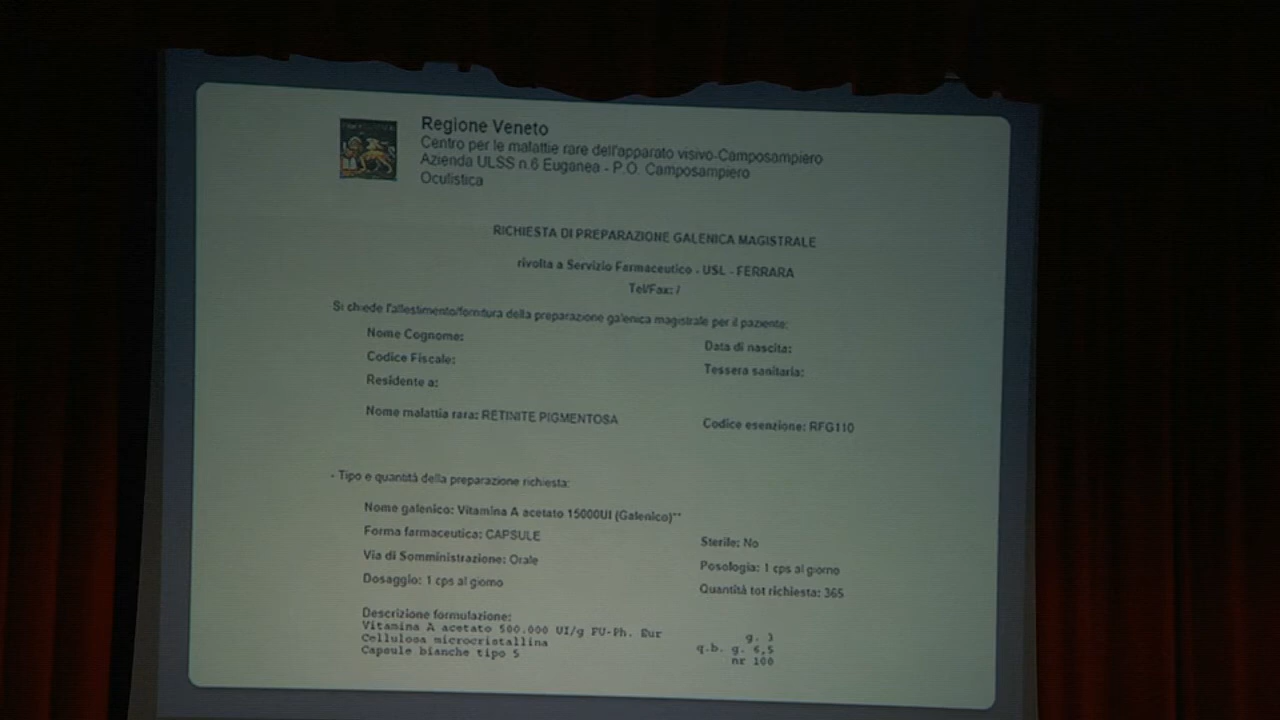 Regione Veneto
Centro per le malattie rare dell'apparato visivo-Camposampiero
Azienda ULSS n.6 Euganea - P.O. Camposampiero
Oculistica
RICHIESTA DI PREPARAZIONE GALENICA MAGISTRALE
rivolta a Servizio Farmaceutico - USL - FERRARA
Tel/Fax: /
Si chiede l'allestimento/fornitura della preparazione galenica magistrale per il paziente:
Nome Cognome:
Data di nascita:
Codice Fiscale:
Tessera sanitaria:
Residente a:
Nome malattia rara: RETINITE PIGMENTOSA
Codice esenzione: RFG110
- Tipo e quantità della preparazione richiesta:
Nome galenico: Vitamina A acetato 15000UI (Galenico)**
Forma farmaceutica: CAPSULE
Sterile: No
Via di Somministrazione: Orale
Posologia: 1 cps al giorno
Dosaggio: 1 cps al giorno
Quantità tot richiesta: 365
Descrizione formulazione:
Vitamina A acetato 500.000 UI/g FU-Ph. Eur g. 3
Cellulosa microcristallina q.b. g. 6,5
Capsule bianche tipo 5 nr 100